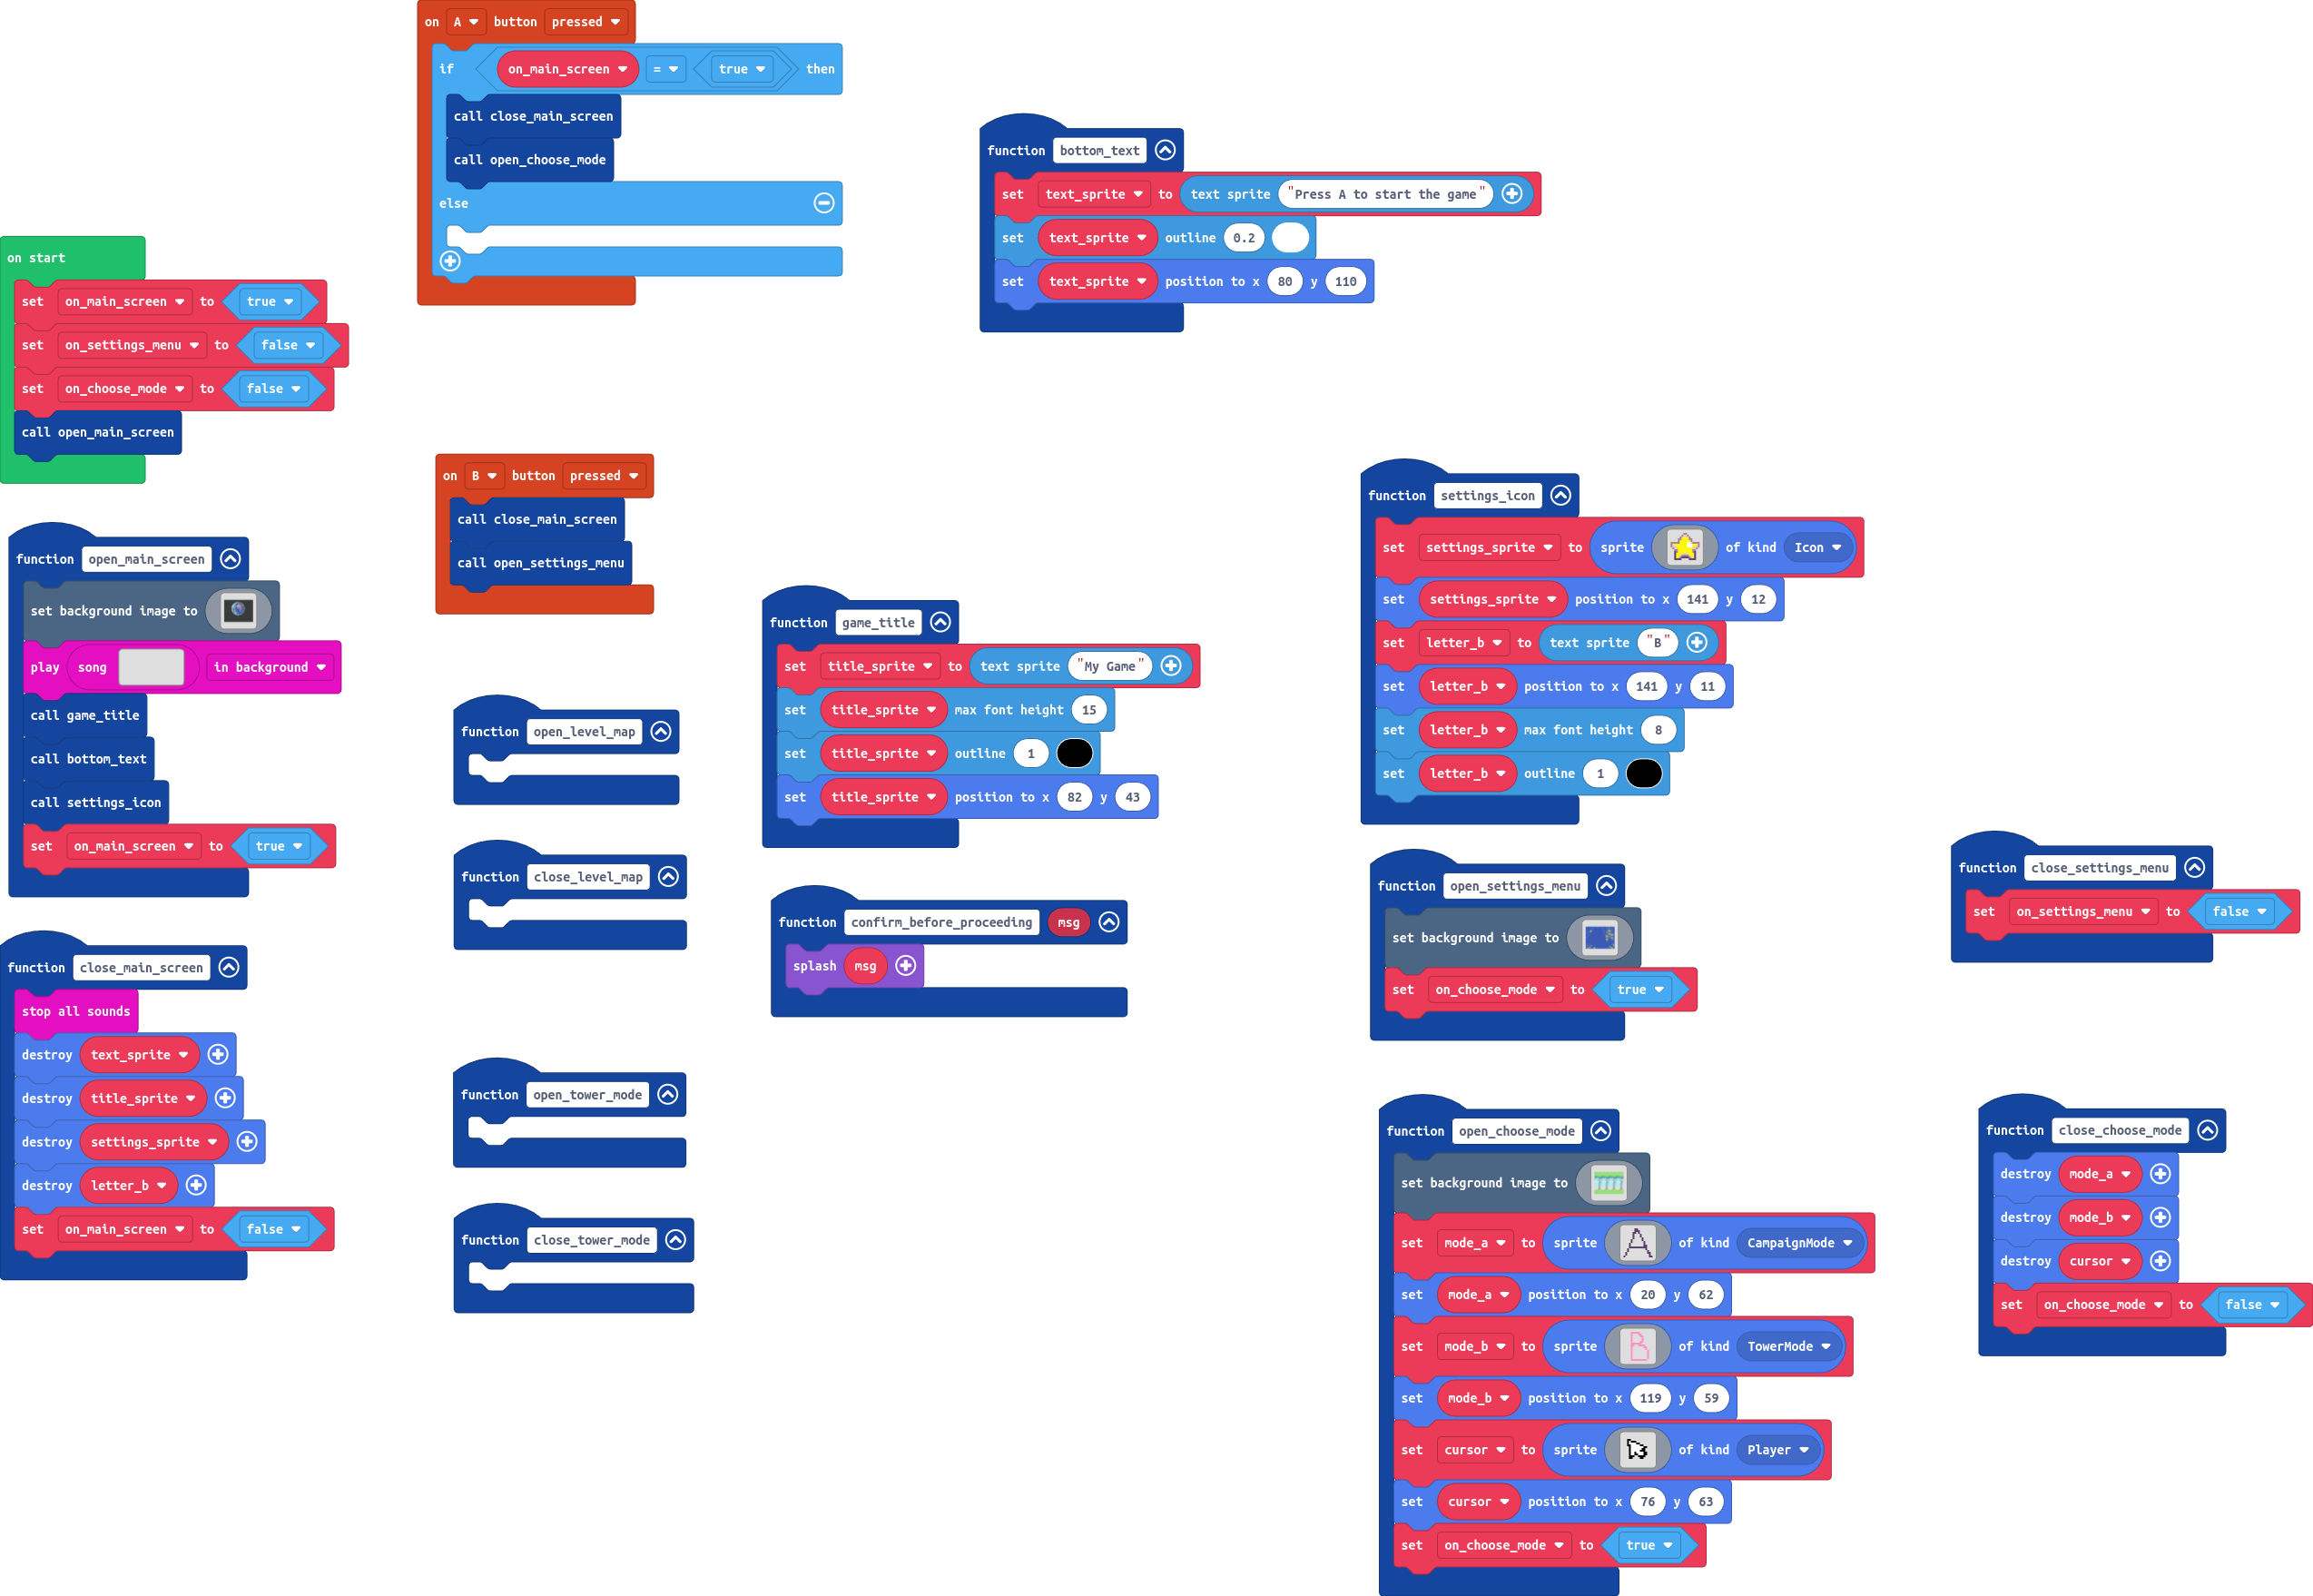 on start
set on_main_screen to true
set on_settings_menu to false
set on_choose_mode to false
call open_main_screen
function open_main_screen
set background image to
play song in background
call game_title
call bottom_text
call settings_icon
set on_main_screen to true
function close_main_screen
stop all sounds
destroy text_sprite
destroy title_sprite
destroy settings_sprite
destroy letter_b
set on_main_screen to false
on A button pressed
if on_main_screen = true then
call close_main_screen
call open_choose_mode
else
on B button pressed
call close_main_screen
call open_settings_menu
function open_level_map
function close_level_map
function open_tower_mode
function close_tower_mode
function bottom_text
set text_sprite to text sprite "Press A to start the game"
set text_sprite outline 0.2
set text_sprite position to x 80 y 110
function game_title
set title_sprite to text sprite "My Game"
set title_sprite max font height 15
set title_sprite outline 1
set title_sprite position to x 82 y 43
function confirm_before_proceeding msg
splash msg
function settings_icon
set settings_sprite to sprite of kind Icon
set settings_sprite position to x 141 y 12
set letter_b to text sprite "B"
set letter_b position to x 141 y 11
set letter_b max font height 8
set letter_b outline 1
function open_settings_menu
set background image to
set on_choose_mode to true
function close_settings_menu
set on_settings_menu to false
function open_choose_mode
set background image to
set mode_a to sprite A of kind CampaignMode
set mode_a position to x 20 y 62
set mode_b to sprite B of kind TowerMode
set mode_b position to x 119 y 59
set cursor to sprite of kind Player
set cursor position to x 76 y 63
set on_choose_mode to true
function close_choose_mode
destroy mode_a
destroy mode_b
destroy cursor
set on_choose_mode to false